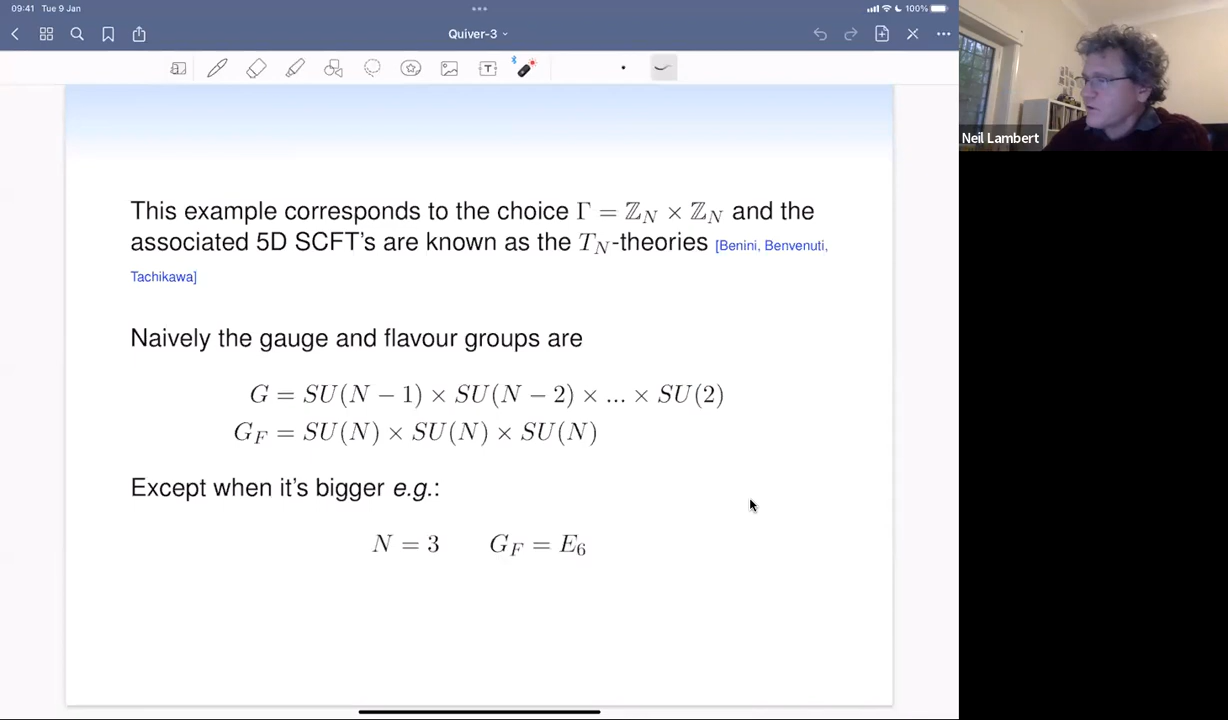 09:41 Tue 9 Jan
100%
Quiver-3
This example corresponds to the choice Γ = ℤ_N × ℤ_N and the
associated 5D SCFT's are known as the T_N-theories [Benini, Benvenuti,
Tachikawa]
Naively the gauge and flavour groups are
G = SU(N − 1) × SU(N − 2) × ... × SU(2)
G_F = SU(N) × SU(N) × SU(N)
Except when it's bigger e.g.:
N = 3 G_F = E_6
Neil Lambert